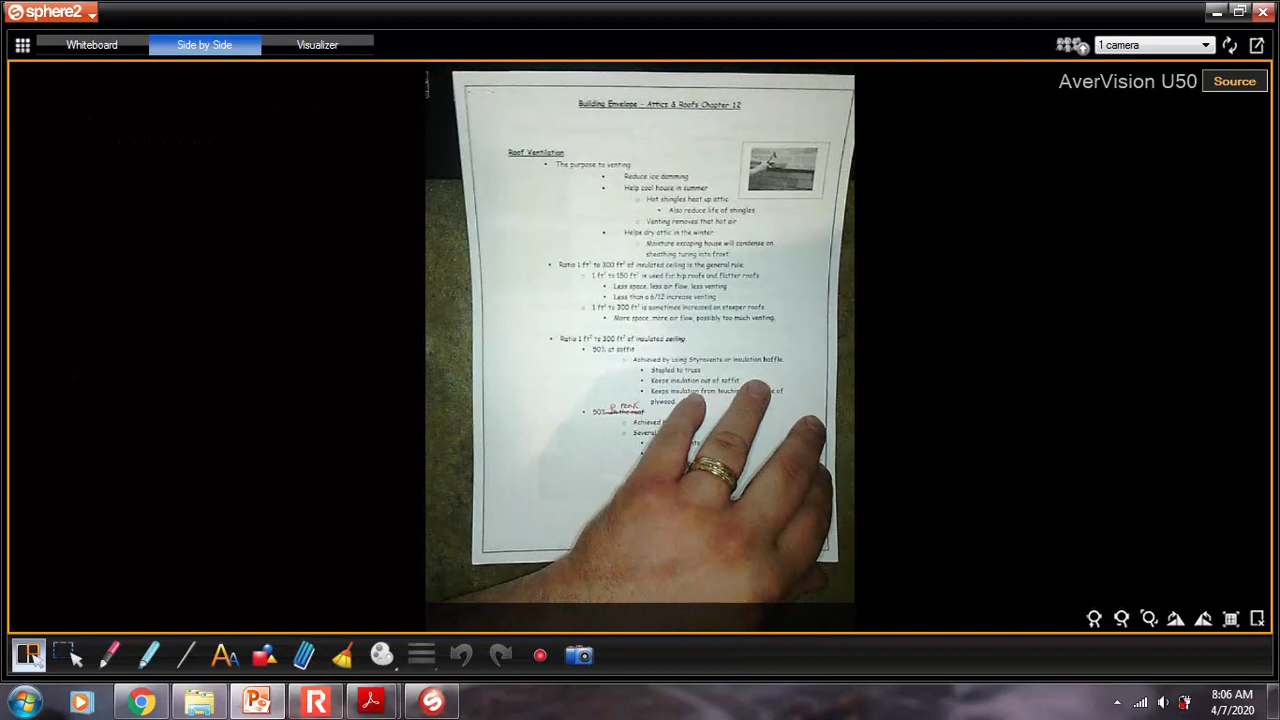 sphere2
Whiteboard
Side by Side
Visualizer
1 camera
AverVision U50
Source
Building Envelope - Attics & Roofs Chapter 12
Roof Ventilation
• The purpose to venting
• Reduce ice damming
• Help cool house in summer
○ Hot shingles heat up attic
• Also reduce life of shingles
○ Venting removes that hot air
• Helps dry attic in the winter
○ Moisture escaping house will condense on
sheathing turing into frost.
• Ratio 1 ft² to 300 ft² of insulated ceiling is the general rule.
○ 1 ft² to 150 ft² is used for hip roofs and flatter roofs
• Less space, less air flow, less venting
• Less than a 6/12 increase venting
○ 1 ft² to 300 ft² is sometimes increased on steeper roofs
• More space, more air flow, possibly too much venting.
• Ratio 1 ft² to 300 ft² of insulated ceiling
• 50% at soffit
○ Achieved by using Styrovents or insulation baffle.
• Stapled to truss
• Keeps insulation out of soffit
• Keeps insulation from of
plywood
Peak
• 50% in the roof
○ Achieved
○ Several
8:06 AM
4/7/2020